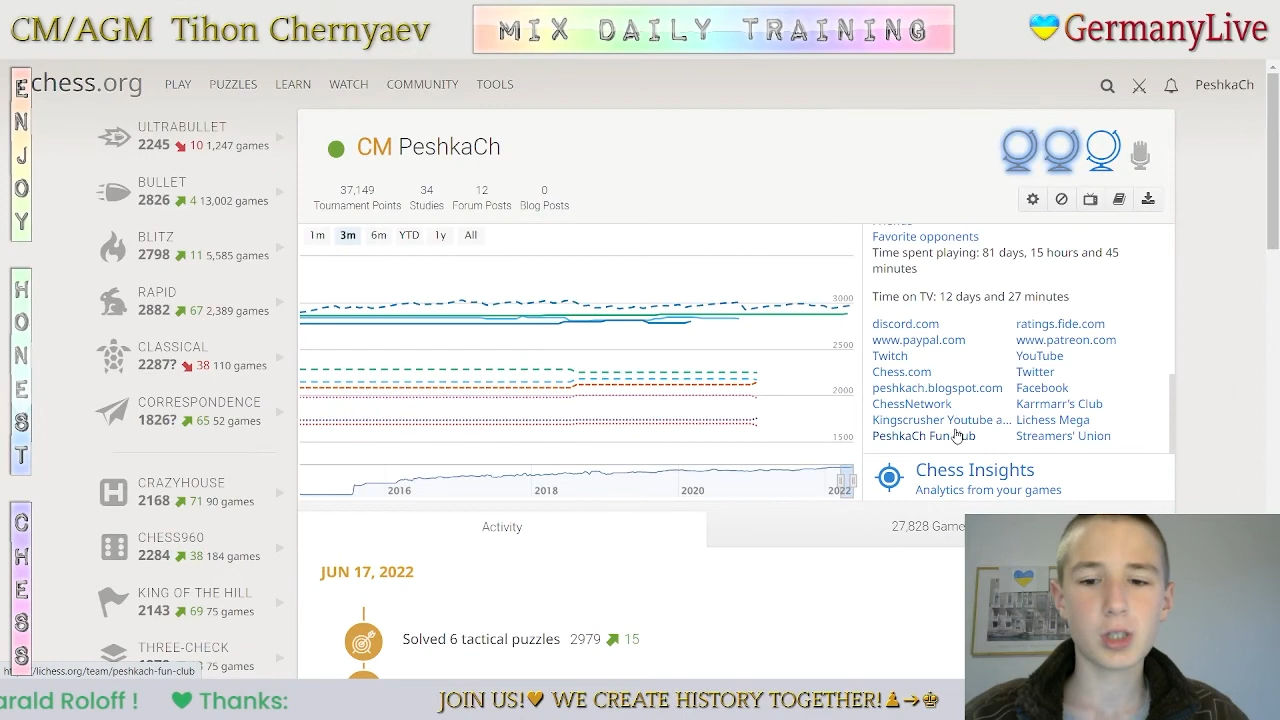 CM/AGM Tihon Chernyaev
MIX DAILY TRAINING
GermanyLive
ENJOY
HONEST
CHESS
chess.org
PLAY
PUZZLES
LEARN
WATCH
COMMUNITY
TOOLS
PeshkaCh
ULTRABULLET
2245 10 1,247 games
BULLET
2826 4 13,002 games
BLITZ
2798 11 5,585 games
RAPID
2882 67 2,389 games
CLASSICAL
2287? 38 110 games
CORRESPONDENCE
1826? 65 52 games
CRAZYHOUSE
2168 71 90 games
CHESS960
2284 38 184 games
KING OF THE HILL
2143 69 75 games
THREE-CHECK
75 games
lichess.org/team/peshkach-fun-club
CM PeshkaCh
37,149 34 12 0
Tournament Points Studies Forum Posts Blog Posts
1m 3m 6m YTD 1y All
3000
2500
2000
1500
2016 2018 2020 2022
Favorite opponents
Time spent playing: 81 days, 15 hours and 45
minutes
Time on TV: 12 days and 27 minutes
discord.com ratings.fide.com
www.paypal.com www.patreon.com
Twitch YouTube
Chess.com Twitter
peshkach.blogspot.com Facebook
ChessNetwork Karrmarr's Club
Kingscrusher Youtube a... Lichess Mega
PeshkaCh Fun Club Streamers' Union
Chess Insights
Analytics from your games
Activity
27,828 Game
JUN 17, 2022
Solved 6 tactical puzzles 2979 15
arald Roloff ! Thanks: JOIN US! WE CREATE HISTORY TOGETHER!